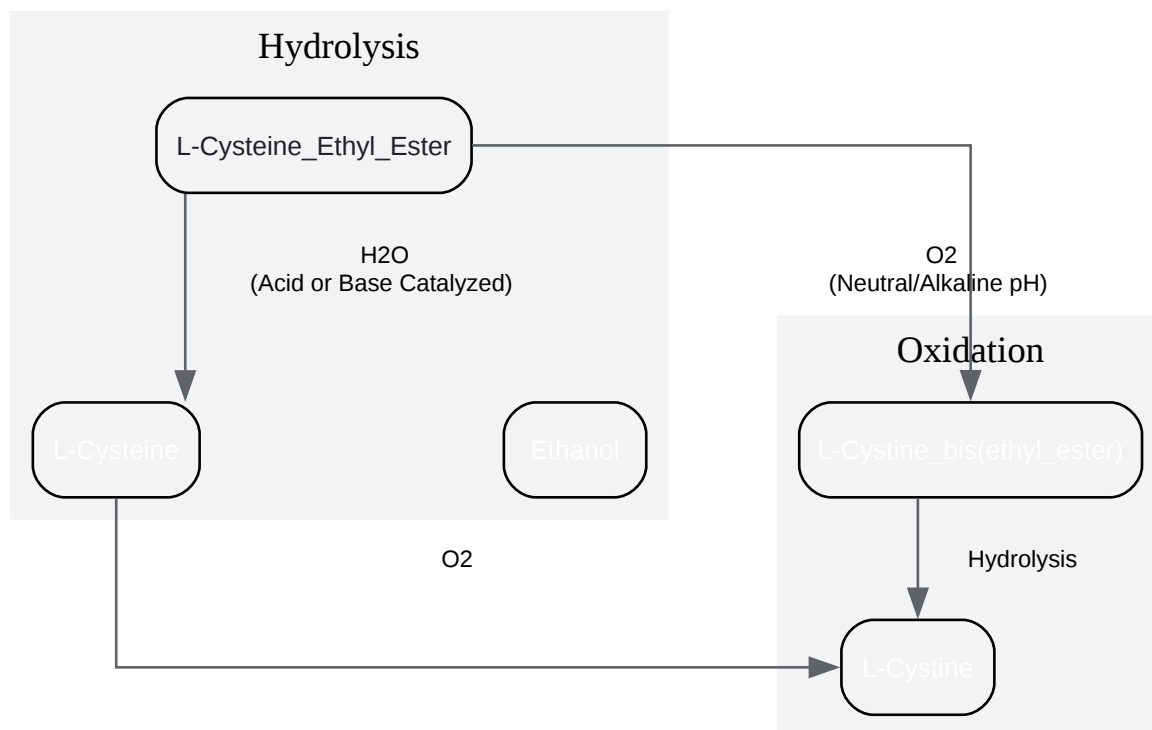 Hydrolysis
L-Cysteine_Ethyl_Ester
H2O
(Acid or Base Catalyzed)
O2
(Neutral/Alkaline pH)
Oxidation
L-Cysteine
Ethanol
L-Cystine_bis(ethyl_ester)
O2
Hydrolysis
L-Cystine